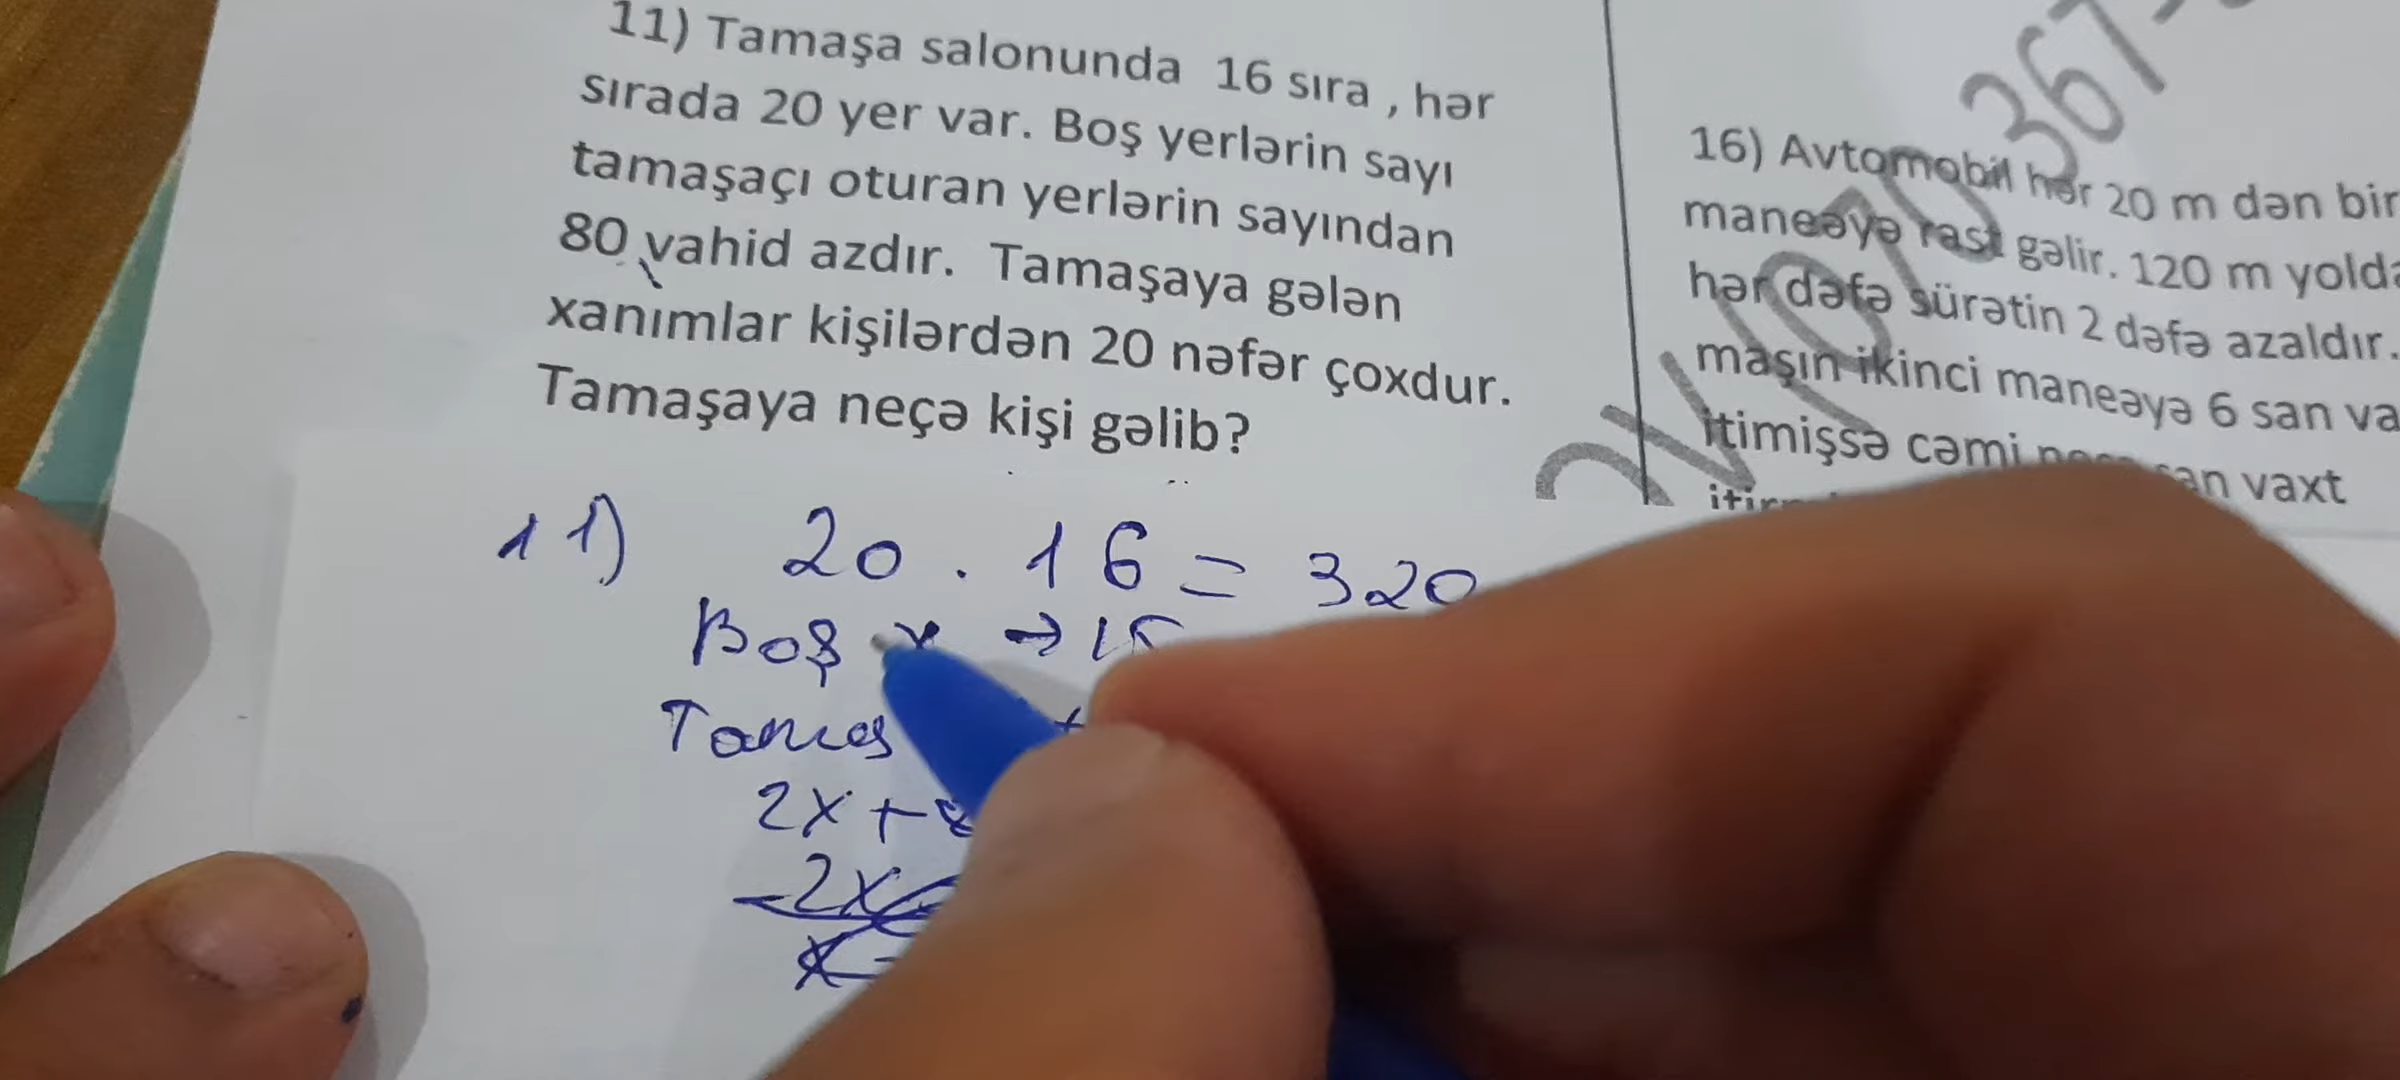 11) Tamaşa salonunda 16 sıra , hər
sırada 20 yer var. Boş yerlərin sayı
tamaşaçı oturan yerlərin sayından
80 vahid azdır. Tamaşaya gələn
xanımlar kişilərdən 20 nəfər çoxdur.
Tamaşaya neçə kişi gəlib?
11) 20 . 16 = 320
Boş x →
Tamaş
2x +
2x
16) Avtomobil hər 20 m dən bir
maneəyə rast gəlir. 120 m
hər dəfə sürətin 2 dəfə azaldır.
maşın ikinci maneəyə 6 san
itimişsə cəmi vaxt